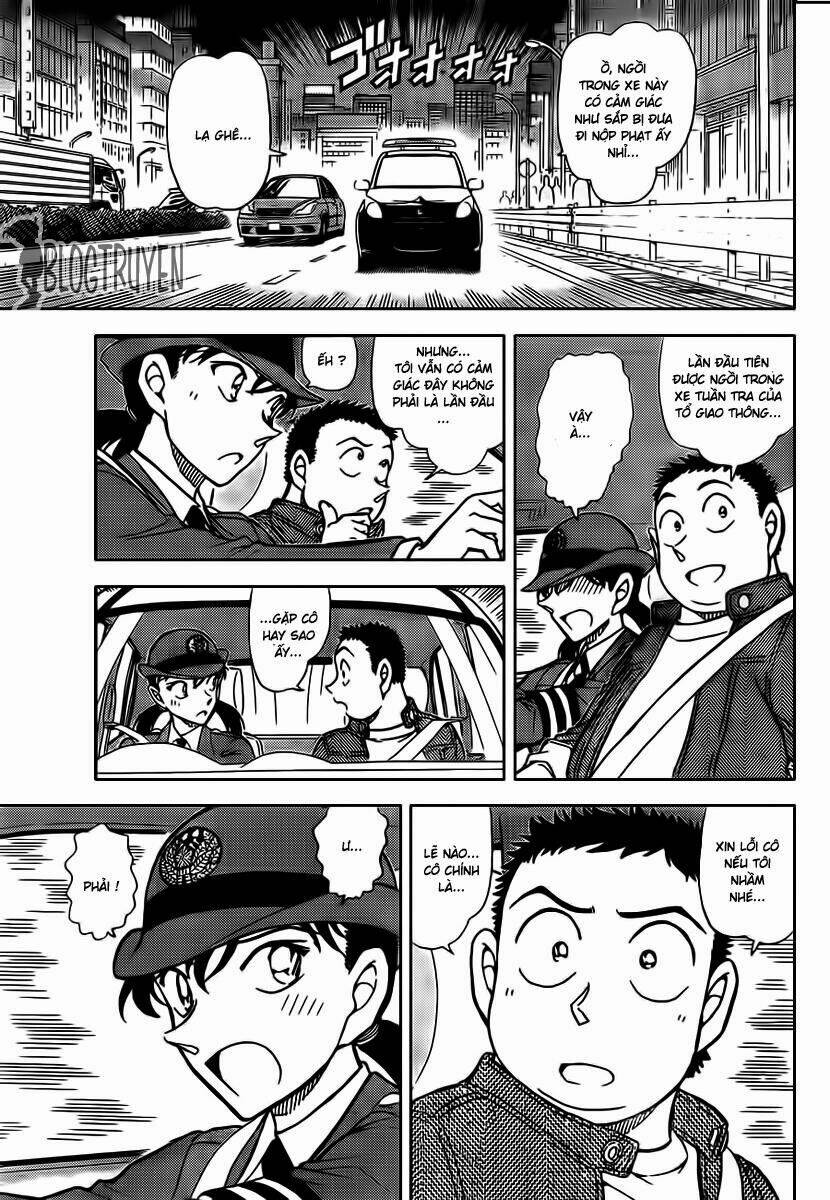 ゴオオオオ
Ồ, NGỒI
TRONG XE NÀY
CÓ CẢM GIÁC
NHƯ SẮP BỊ ĐƯA
ĐI NỘP PHẠT ẤY
NHỈ...
LẠ GHÊ...
BLOGTRUYEN
LẦN ĐẦU TIÊN
ĐƯỢC NGỒI TRONG
XE TUẦN TRA CỦA
TỔ GIAO THÔNG...
VẬY
À...
NHƯNG...
TÔI VẪN CÓ CẢM
GIÁC ĐÂY KHÔNG
PHẢI LÀ LẦN ĐẦU
...
ẾH ?
...GẶP CÔ
HAY SAO
ẤY...
XIN LỖI CÔ
NẾU TÔI
NHẦM
NHÉ...
LẼ NÀO...
CÔ CHÍNH
LÀ...
Ư...
PHẢI !